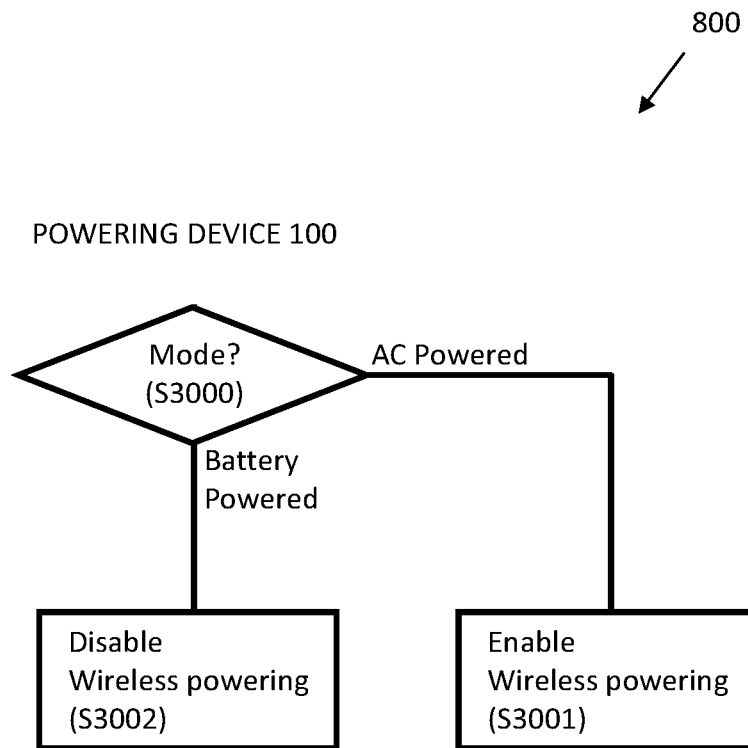 800
POWERING DEVICE 100
Mode?
(S3000)
AC Powered
Battery
Powered
Disable
Wireless powering
(S3002)
Enable
Wireless powering
(S3001)